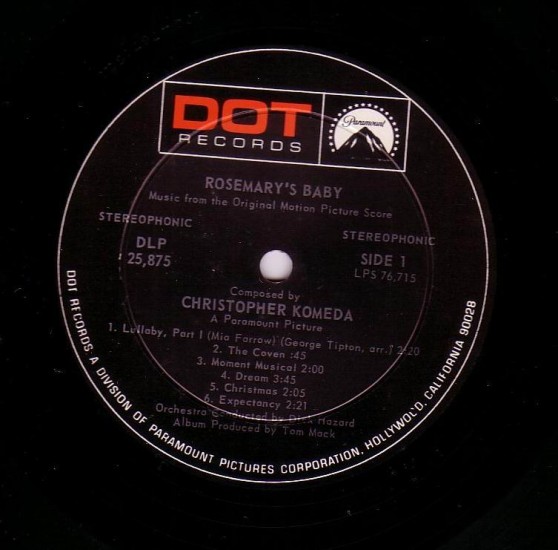 DOT
RECORDS
Paramount
ROSEMARY'S BABY
Music from the Original Motion Picture Score
STEREOPHONIC
STEREOPHONIC
DLP
25,875
SIDE 1
LPS 76,715
Composed by
CHRISTOPHER KOMEDA
A Paramount Picture
1. Lullaby, Part I (Mia Farrow) (George Tipton, arr.) 2:20
2. The Coven :45
3. Moment Musical 2:00
4. Dream 3:45
5. Christmas 2:05
6. Expectancy 2:21
Orchestra Conducted by Dick Hazard
Album Produced by Tom Mack
DOT RECORDS A DIVISION OF PARAMOUNT PICTURES CORPORATION, HOLLYWO'D, CALIFORNIA 90028